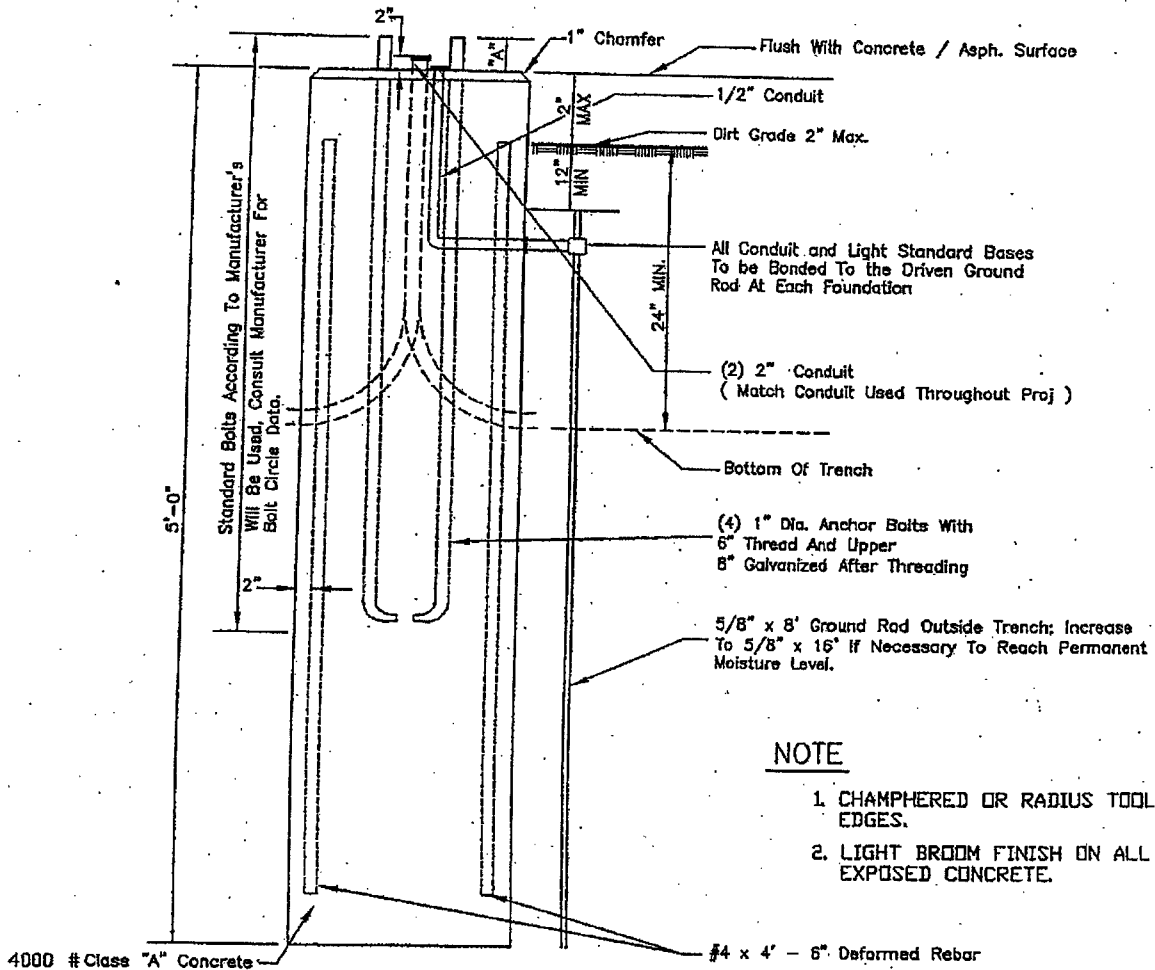 2"
"A"
1" Chamfer
Flush With Concrete / Asph. Surface
1/2" Conduit
2"
MAX
Dirt Grade 2" Max.
12"
MIN
All Conduit and Light Standard Bases
To be Bonded To the Driven Ground
Rod At Each Foundation
24" MIN.
(2) 2" Conduit
( Match Conduit Used Throughout Proj )
Bottom Of Trench
Standard Bolts According To Manufacturer's
Will Be Used, Consult Manufacturer For
Bolt Circle Data.
5'-0"
(4) 1" Dia. Anchor Bolts With
6" Thread And Upper
8" Galvanized After Threading
2"
5/8" x 8' Ground Rod Outside Trench; Increase
To 5/8" x 16' If Necessary To Reach Permanent
Moisture Level.
NOTE
1. CHAMPHERED OR RADIUS TOOL
EDGES.
2. LIGHT BROOM FINISH ON ALL
EXPOSED CONCRETE.
4000 # Class "A" Concrete
#4 x 4' - 6" Deformed Rebar